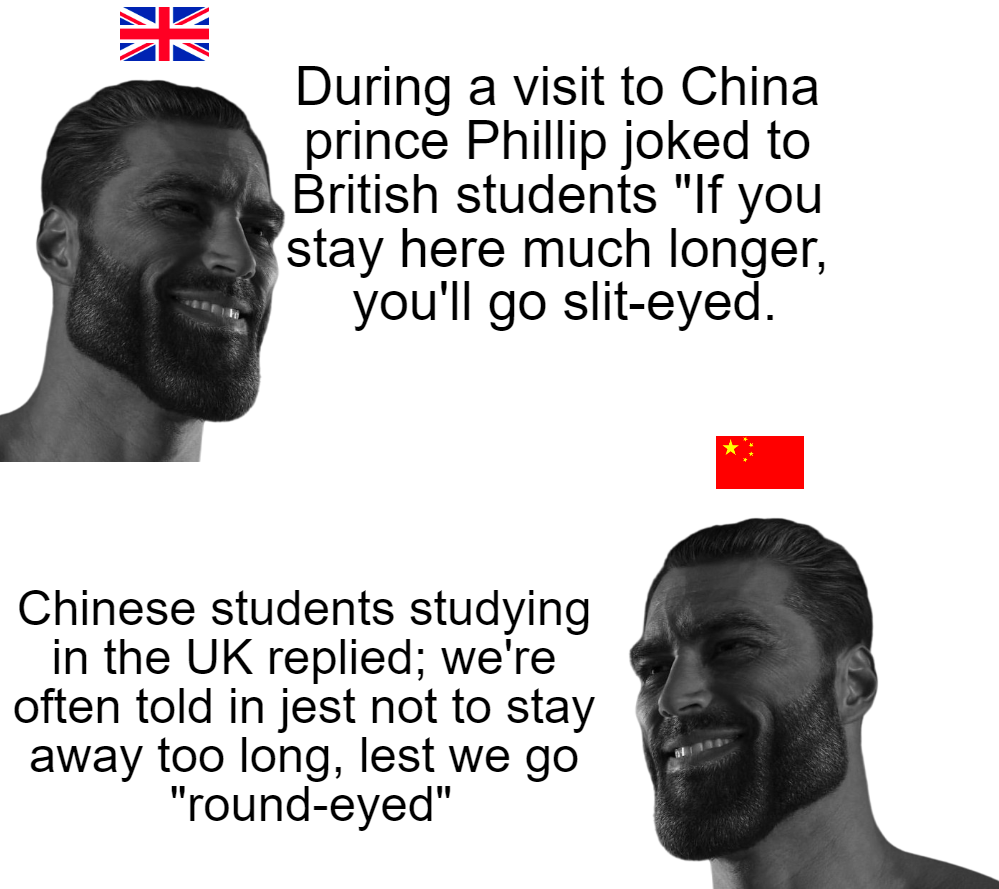 During a visit to China
prince Phillip joked to
British students "If you
stay here much longer,
you'll go slit-eyed.
Chinese students studying
in the UK replied; we're
often told in jest not to stay
away too long, lest we go
"round-eyed"